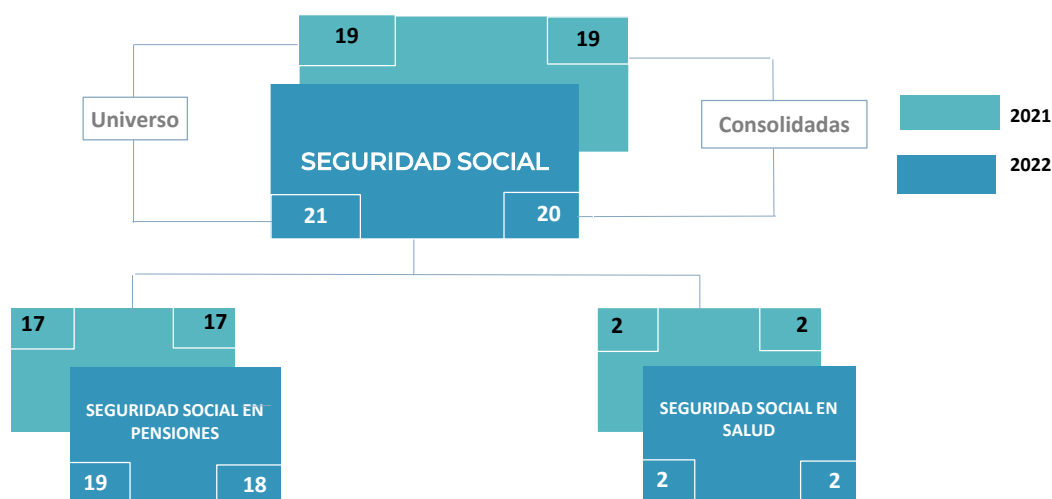 19
19
Universo
Consolidadas
2021
2022
SEGURIDAD SOCIAL
21
20
17
17
SEGURIDAD SOCIAL EN
PENSIONES
19
18
2
2
SEGURIDAD SOCIAL EN
SALUD
2
2